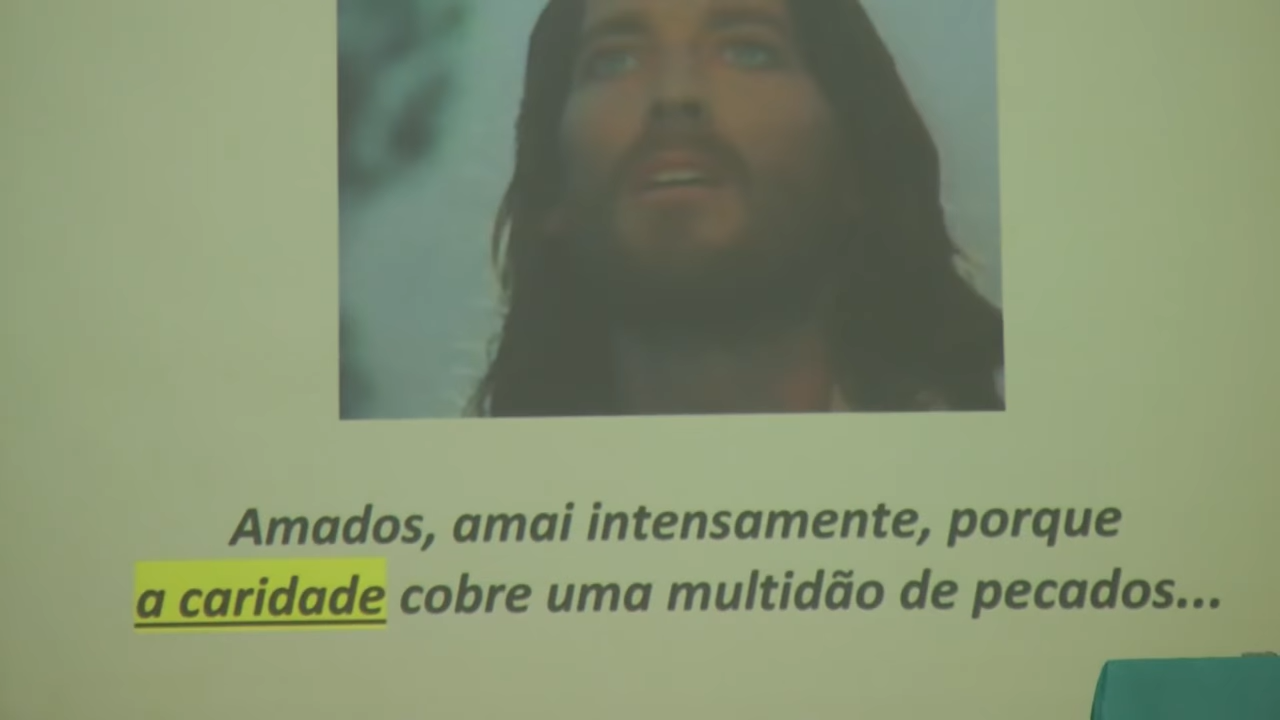 Amados, amai intensamente, porque
a caridade cobre uma multidão de pecados...